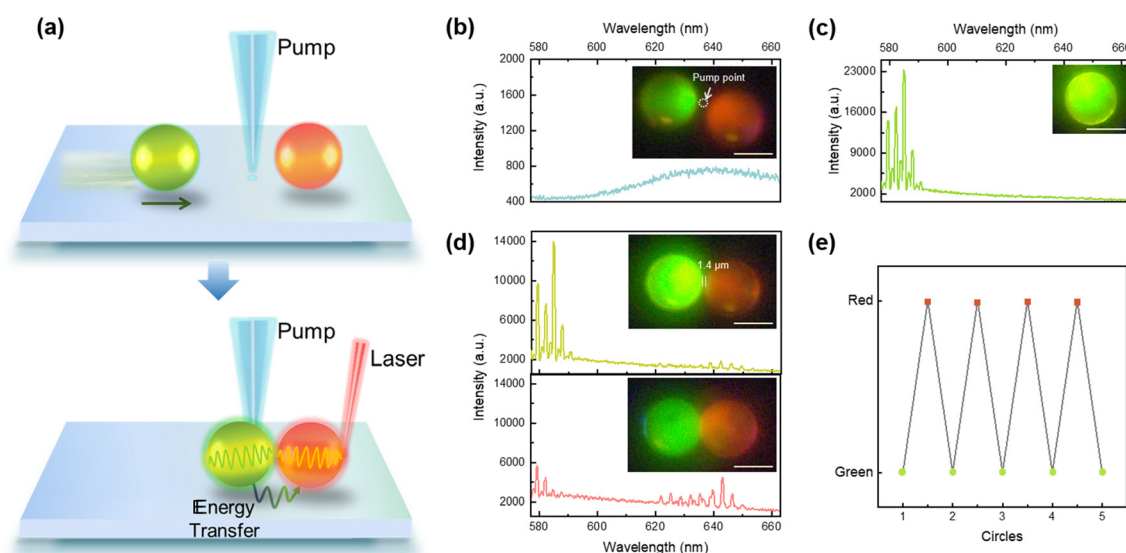 (a)
Pump
Pump
Laser
Energy
Transfer
(b)
Wavelength (nm)
580 600 620 640 660
2000
1600
1200
800
400
Intensity (a.u.)
Pump point
(c)
Wavelength (nm)
580 600 620 640 660
23000
16000
9000
2000
Intensity (a.u.)
(d)
14000
10000
6000
2000
1.4 μm
14000
10000
6000
2000
Intensity (a.u.)
580 600 620 640 660
Wavelength (nm)
(e)
Red
Green
1 2 3 4 5
Circles